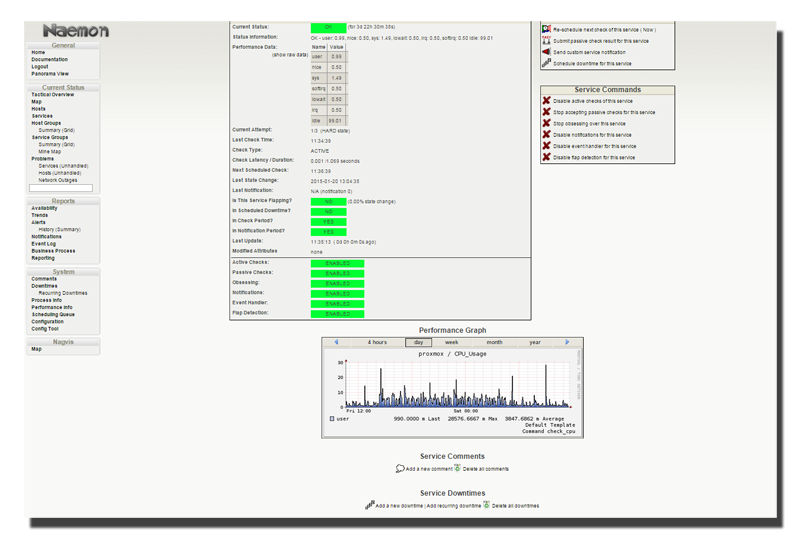 Naemon
General
Home
Documentation
Logout
Panorama View
Current Status
Tactical Overview
Map
Hosts
Services
Host Groups
Summary (Grid)
Service Groups
Summary (Grid)
Mine Map
Problems
Services (Unhandled)
Hosts (Unhandled)
Network Outages
Reports
Availability
Trends
Alerts
History (Summary)
Notifications
Event Log
Business Process
Reporting
System
Comments
Downtimes
Recurring Downtimes
Process Info
Performance Info
Scheduling Queue
Configuration
Config Tool
Nagvis
Map
Current Status: OK (for 3d 22h 30m 35s)
Status Information: OK - user: 0.99, nice: 0.50, sys: 1.49, iowait: 0.50, irq: 0.50, softirq: 0.50 idle: 99.01
Performance Data: Name Value
(show raw data) user 0.99
nice 0.50
sys 1.49
softirq 0.50
iowait 0.50
irq 0.50
idle 99.01
Current Attempt: 1/3 (HARD state)
Last Check Time: 11:34:39
Check Type: ACTIVE
Check Latency / Duration: 0.001 /1.089 seconds
Next Scheduled Check: 11:36:39
Last State Change: 2015-01-20 13:04:35
Last Notification: N/A (notification 0)
Is This Service Flapping? NO (0.00% state change)
In Scheduled Downtime? NO
In Check Period? YES
In Notification Period? YES
Last Update: 11:35:13 ( 0d 0h 0m 0s ago)
Modified Attributes none
Active Checks: ENABLED
Passive Checks: ENABLED
Obsessing: ENABLED
Notifications: ENABLED
Event Handler: ENABLED
Flap Detection: ENABLED
Re-schedule next check of this service ( Now )
Submit passive check result for this service
Send custom service notification
Schedule downtime for this service
Service Commands
Disable active checks of this service
Stop accepting passive checks for this service
Stop obsessing over this service
Disable notifications for this service
Disable event handler for this service
Disable flap detection for this service
Performance Graph
4 hours day week month year
proxmox / CPU_Usage
30
20
10
0
Fri 12:00 Sat 00:00
user 990.0000 m Last 28576.6667 m Max 3847.6862 m Average
Default Template
Command check_cpu
Service Comments
Add a new comment Delete all comments
Service Downtimes
Add a new downtime | Add recurring downtime Delete all downtimes